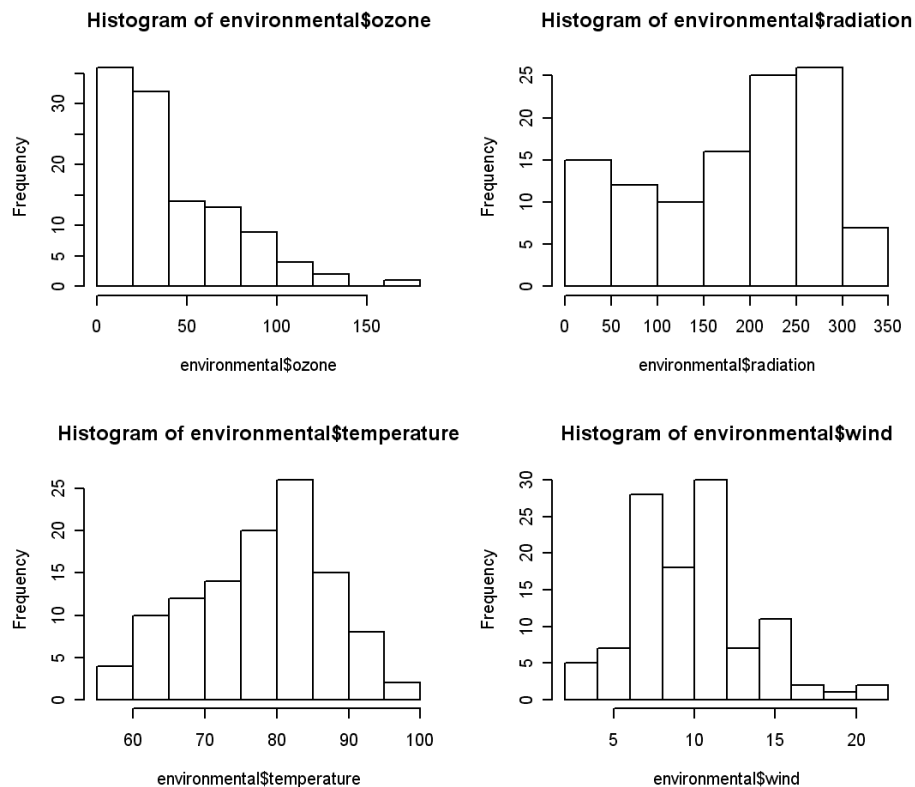 Histogram of environmental$ozone
Frequency
0 5 10 20 30
0 50 100 150
environmental$ozone
Histogram of environmental$radiation
Frequency
0 5 10 15 20 25
0 50 100 150 200 250 300 350
environmental$radiation
Histogram of environmental$temperature
Frequency
0 5 10 15 20 25
60 70 80 90 100
environmental$temperature
Histogram of environmental$wind
Frequency
0 5 10 15 20 25 30
5 10 15 20
environmental$wind